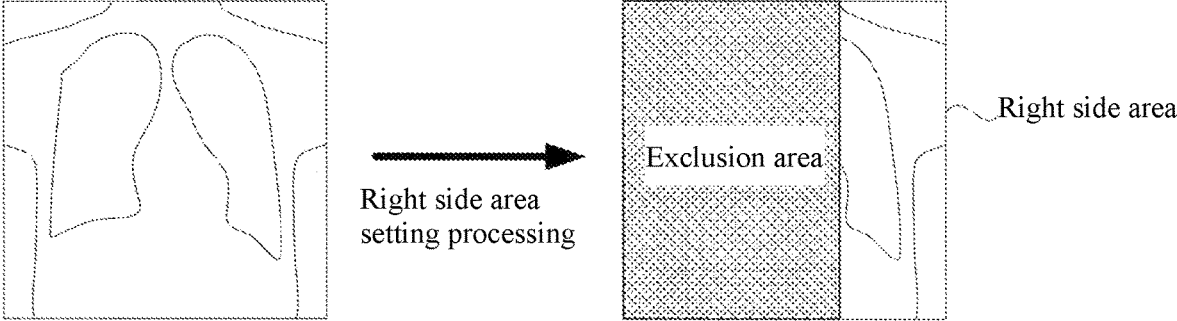 Right side area
setting processing
Exclusion area
Right side area